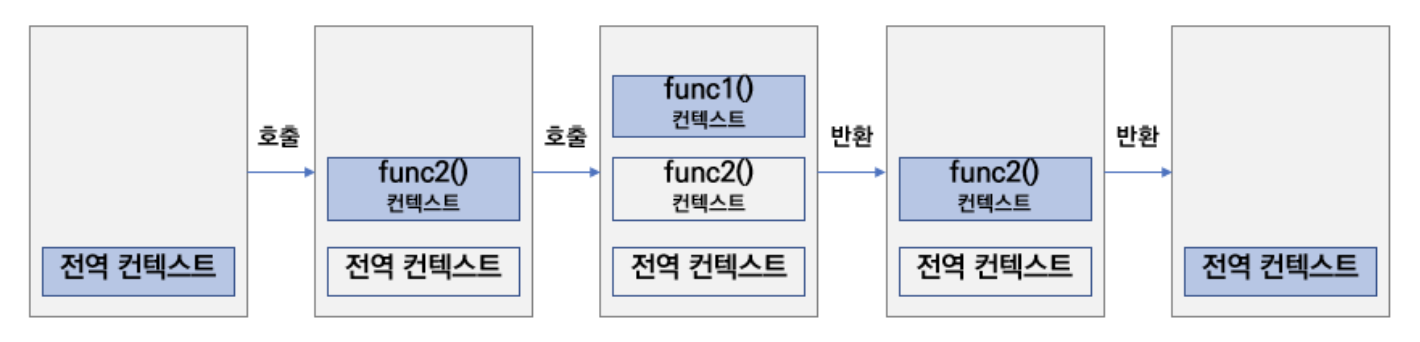 전역 컨텍스트
호출
func2()
컨텍스트
전역 컨텍스트
호출
func1()
컨텍스트
func2()
컨텍스트
전역 컨텍스트
반환
func2()
컨텍스트
전역 컨텍스트
반환
전역 컨텍스트